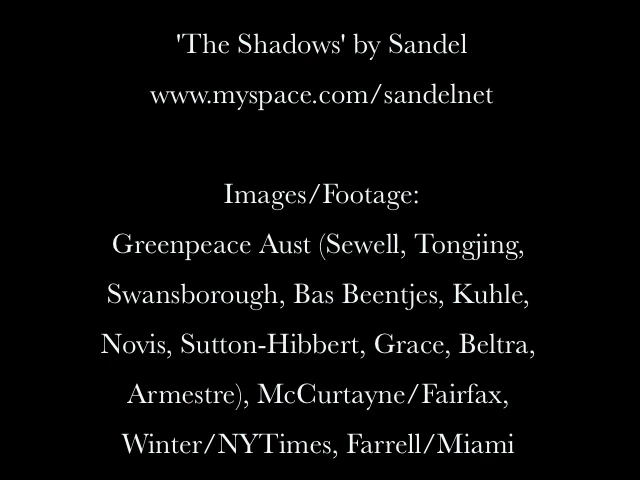 'The Shadows' by Sandel
www.myspace.com/sandelnet
Images/Footage:
Greenpeace Aust (Sewell, Tongjing,
Swansborough, Bas Beentjes, Kuhle,
Novis, Sutton-Hibbert, Grace, Beltra,
Armestre), McCurtayne/Fairfax,
Winter/NYTimes, Farrell/Miami